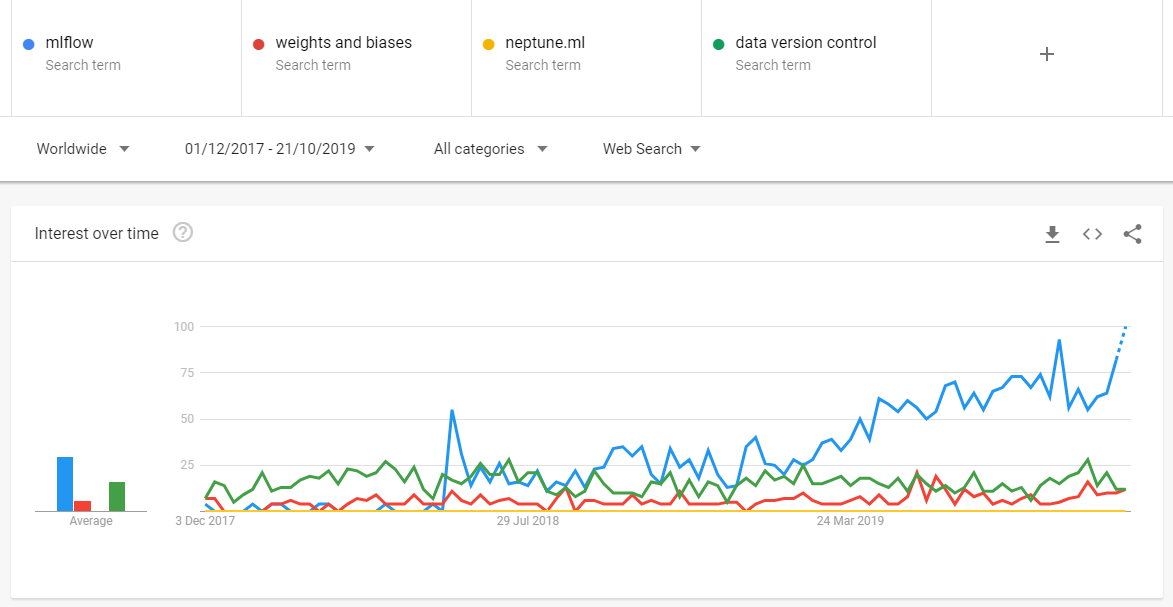 mlflow
Search term
weights and biases
Search term
neptune.ml
Search term
data version control
Search term
+
Worldwide
01/12/2017 - 21/10/2019
All categories
Web Search
Interest over time
?
100
75
50
25
Average
3 Dec 2017
29 Jul 2018
24 Mar 2019